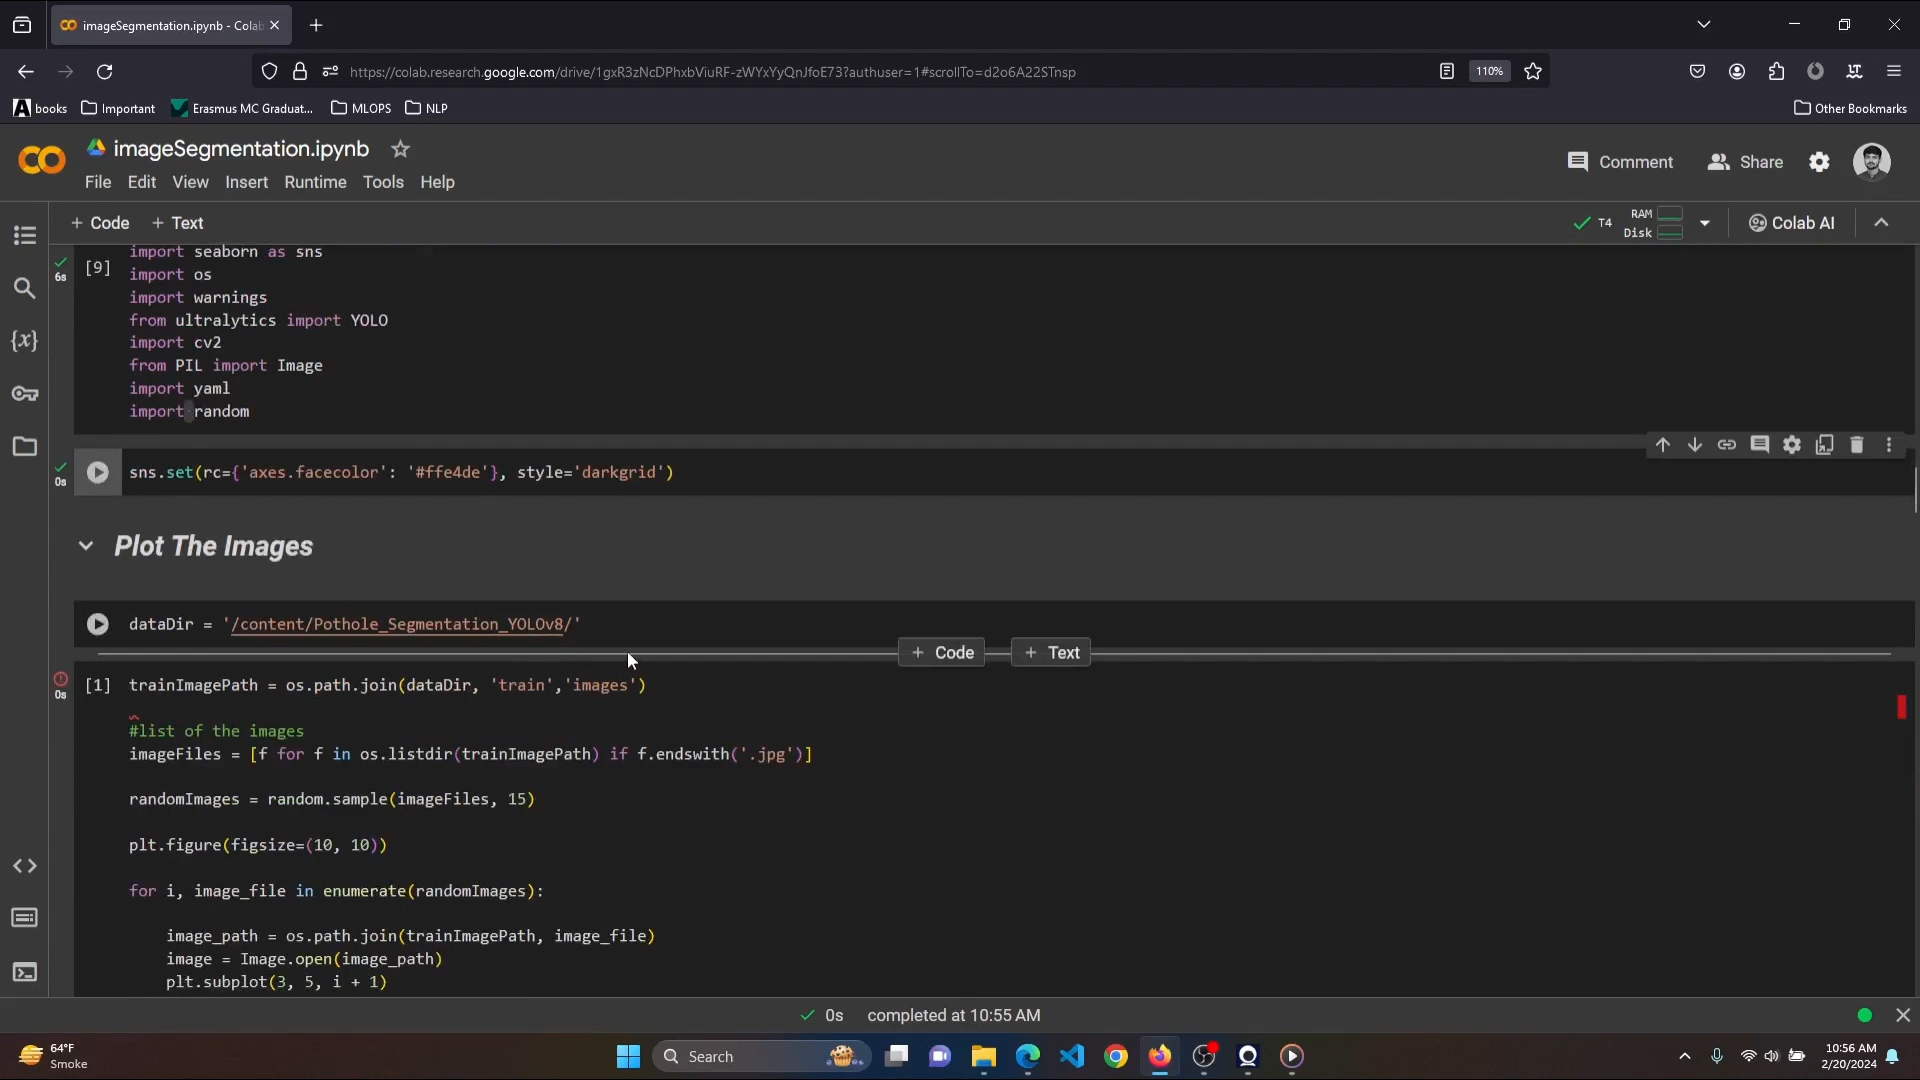 imageSegmentation.ipynb - Colab
https://colab.research.google.com/drive/1gxR3zNcDPhxbViuRF-zWYxYyQnJfoE73?authuser=1#scrollTo=d2o6A22STnsp
110%
books
Important
Erasmus MC Graduat...
MLOPS
NLP
Other Bookmarks
imageSegmentation.ipynb
Comment
Share
File Edit View Insert Runtime Tools Help
+ Code + Text
T4
RAM
Disk
Colab AI
import seaborn as sns
6s
[9]
import os
import warnings
from ultralytics import YOLO
import cv2
from PIL import Image
import yaml
import random
0s
sns.set(rc={'axes.facecolor': '#ffe4de'}, style='darkgrid')
Plot The Images
dataDir = '/content/Pothole_Segmentation_YOLOv8/'
+ Code + Text
0s
[1]
trainImagePath = os.path.join(dataDir, 'train','images')
#list of the images
imageFiles = [f for f in os.listdir(trainImagePath) if f.endswith('.jpg')]
randomImages = random.sample(imageFiles, 15)
plt.figure(figsize=(10, 10))
for i, image_file in enumerate(randomImages):
image_path = os.path.join(trainImagePath, image_file)
image = Image.open(image_path)
plt.subplot(3, 5, i + 1)
0s completed at 10:55 AM
64°F
Smoke
Search
10:56 AM
2/20/2024